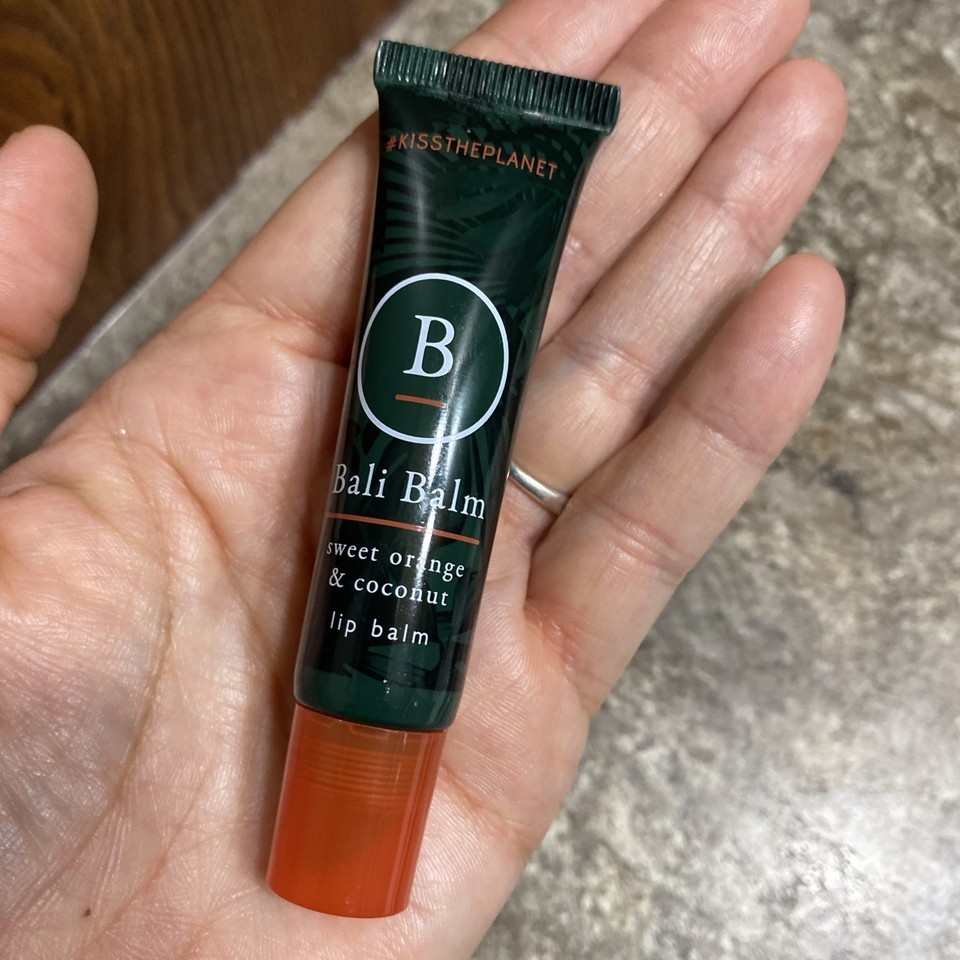 #KISSTHEPLANET
B
Bali Balm
sweet orange
& coconut
lip balm